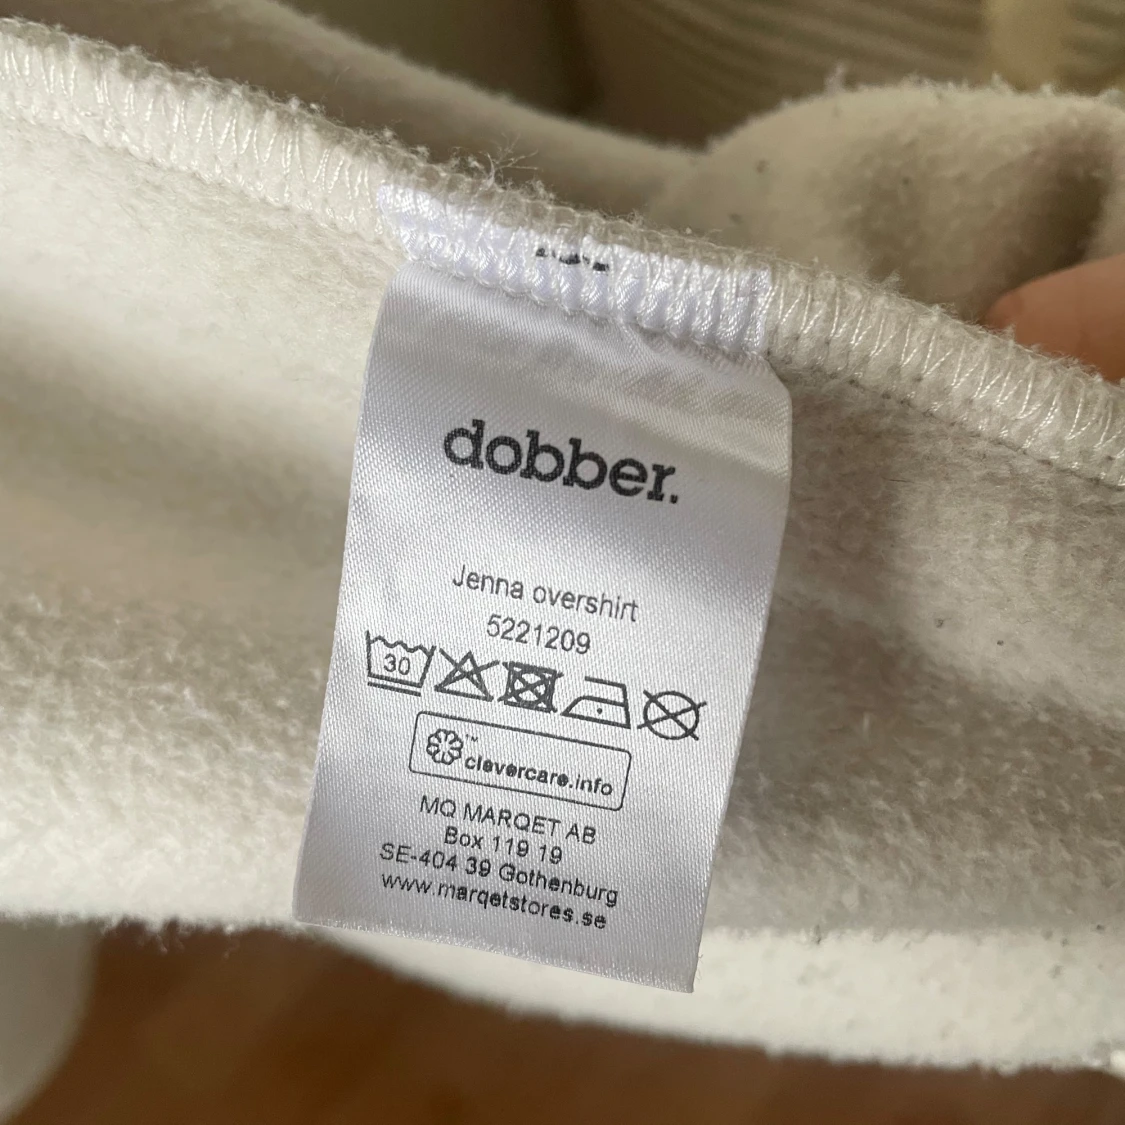 dobber.
Jenna overshirt
5221209
30
™
clevercare.info
MQ MARQET AB
Box 119 19
SE-404 39 Gothenburg
www.marqetstores.se